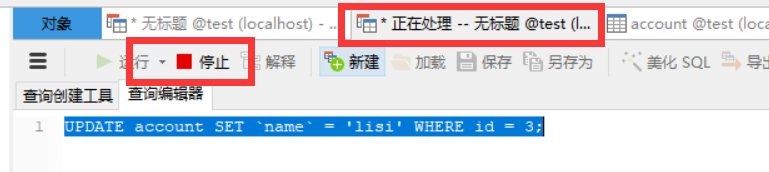 对象 * 无标题 @test (localhost) - ... * 正在处理 -- 无标题 @test (l... account @test (loca
运行 停止 解释 新建 加载 保存 另存为 美化 SQL 导出
查询创建工具 查询编辑器
1 UPDATE account SET `name` = 'lisi' WHERE id = 3;